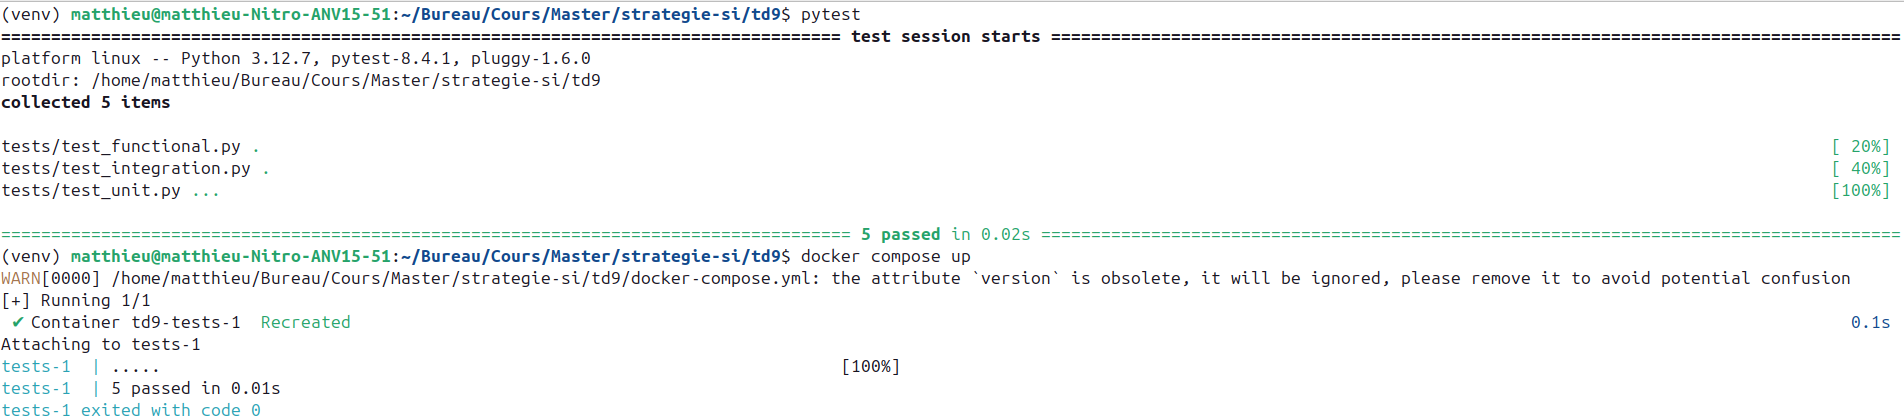 (venv) matthieu@matthieu-Nitro-ANV15-51:~/Bureau/Cours/Master/strategie-si/td9$ pytest
==================================================================================== test session starts =====================================================================================
platform linux -- Python 3.12.7, pytest-8.4.1, pluggy-1.6.0
rootdir: /home/matthieu/Bureau/Cours/Master/strategie-si/td9
collected 5 items
tests/test_functional.py . [ 20%]
tests/test_integration.py . [ 40%]
tests/test_unit.py ... [100%]
===================================================================================== 5 passed in 0.02s ======================================================================================
(venv) matthieu@matthieu-Nitro-ANV15-51:~/Bureau/Cours/Master/strategie-si/td9$ docker compose up
WARN[0000] /home/matthieu/Bureau/Cours/Master/strategie-si/td9/docker-compose.yml: the attribute `version` is obsolete, it will be ignored, please remove it to avoid potential confusion
[+] Running 1/1
✔ Container td9-tests-1 Recreated 0.1s
Attaching to tests-1
tests-1 | ..... [100%]
tests-1 | 5 passed in 0.01s
tests-1 exited with code 0